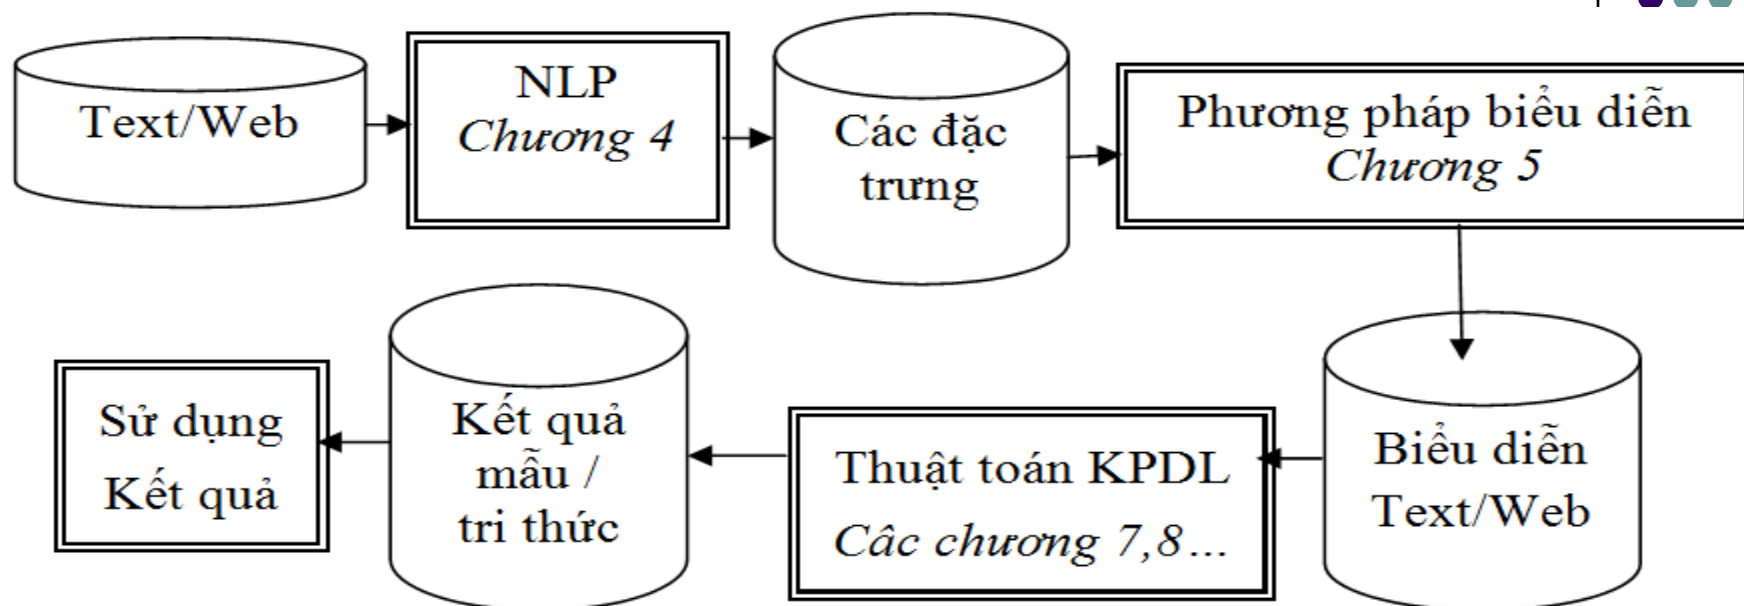 Text/Web
NLP
Chương 4
Các đặc
trưng
Phương pháp biểu diễn
Chương 5
Biểu diễn
Text/Web
Thuật toán KPDL
Câc chương 7,8...
Kết quả
mẫu /
tri thức
Sử dụng
Kết quả